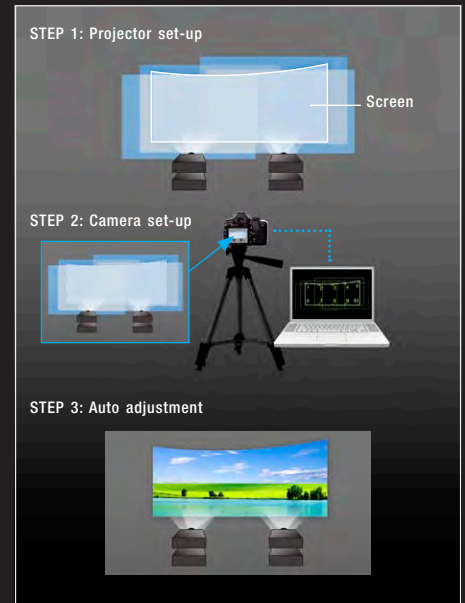 STEP 1: Projector set-up
Screen
STEP 2: Camera set-up
STEP 3: Auto adjustment